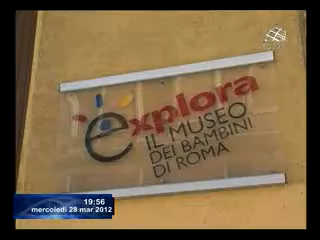 explora
IL MUSEO
DEI BAMBINI
DI ROMA
19:56
mercoledì 28 mar 2012